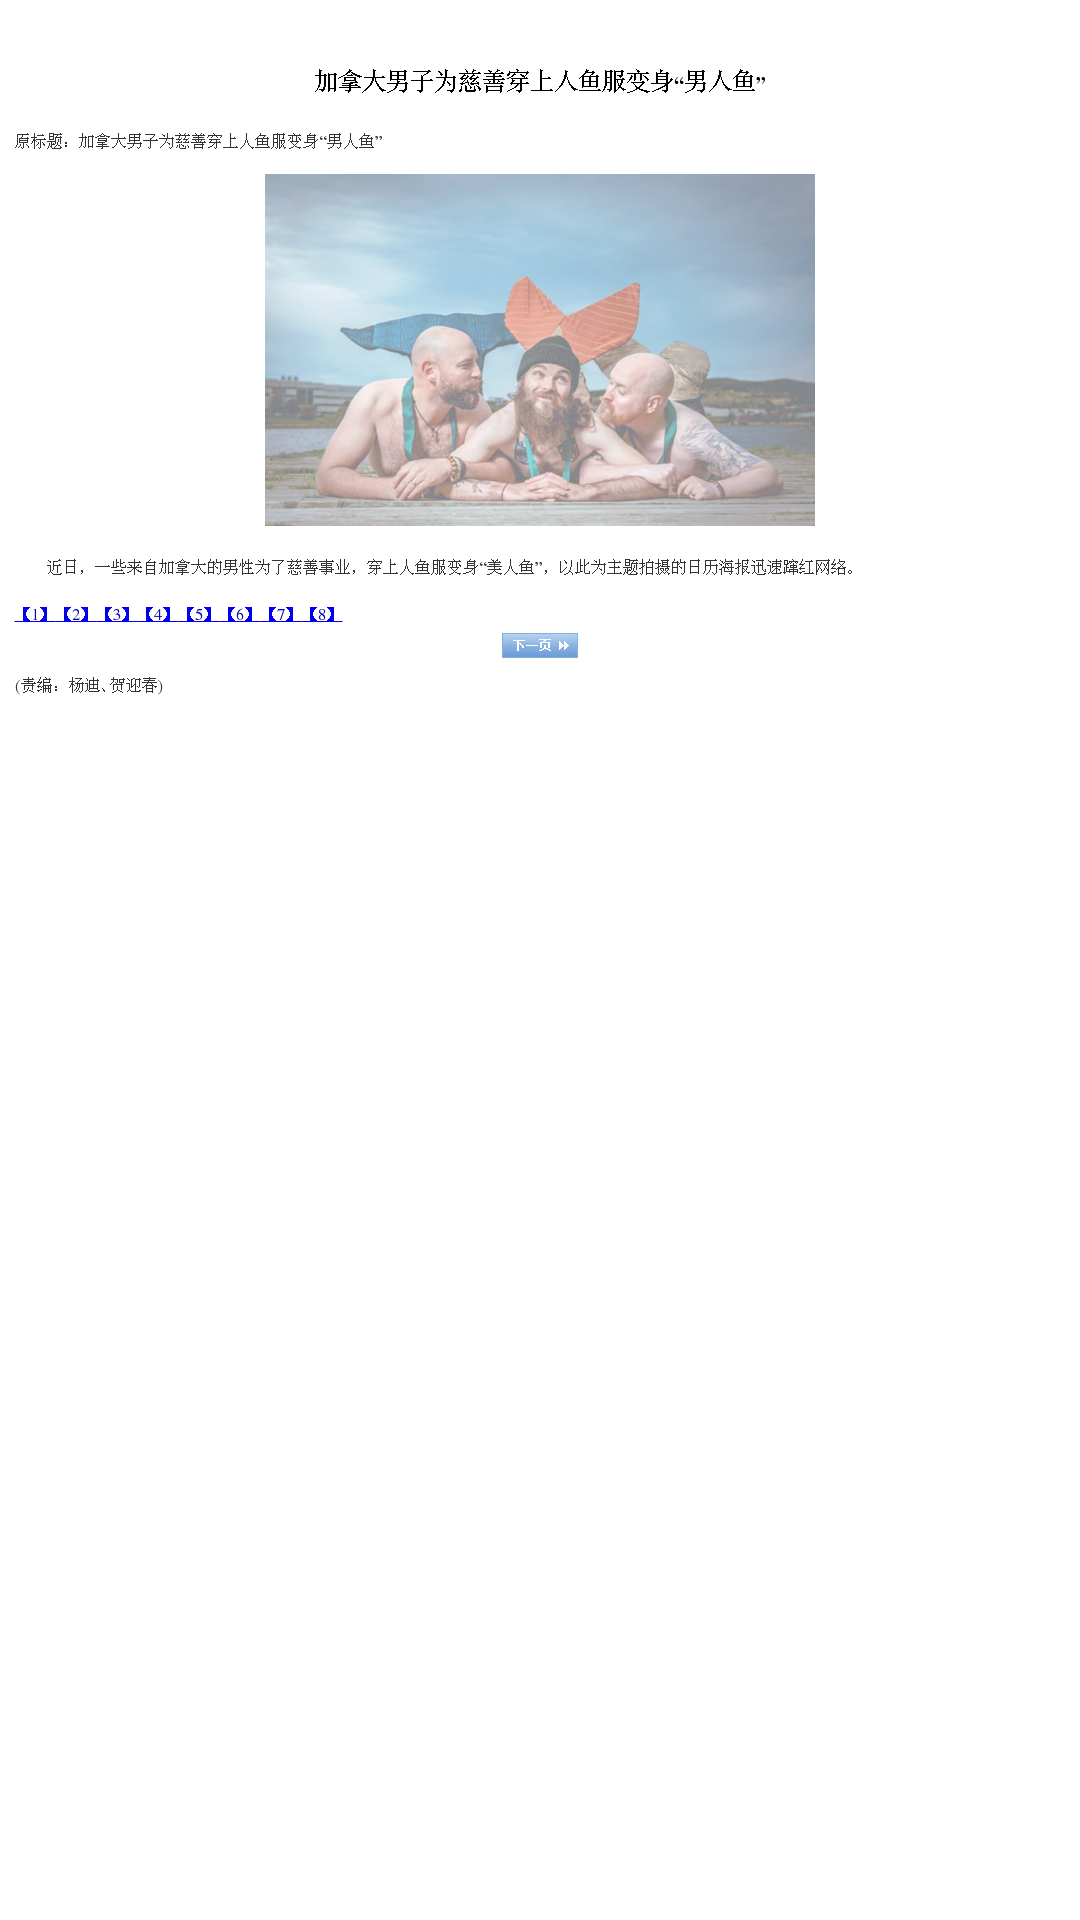 加拿大男子为慈善穿上人鱼服变身“男人鱼”
原标题：加拿大男子为慈善穿上人鱼服变身“男人鱼”
近日，一些来自加拿大的男性为了慈善事业，穿上人鱼服变身“美人鱼”，以此为主题拍摄的日历海报迅速蹿红网络。
【1】【2】【3】【4】【5】【6】【7】【8】
下一页
(责编：杨迪、贺迎春)